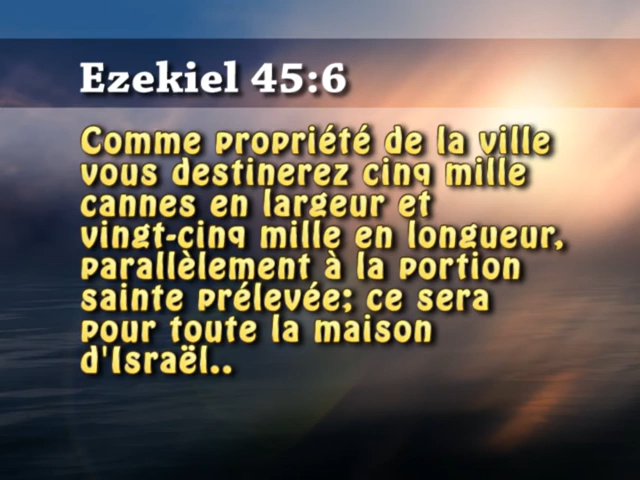 Ezekiel 45:6
Comme propriété de la ville
vous destinerez cinq mille
cannes en largeur et
vingt-cinq mille en longueur,
parallèlement à la portion
sainte prélevée; ce sera
pour toute la maison
d'Israël..